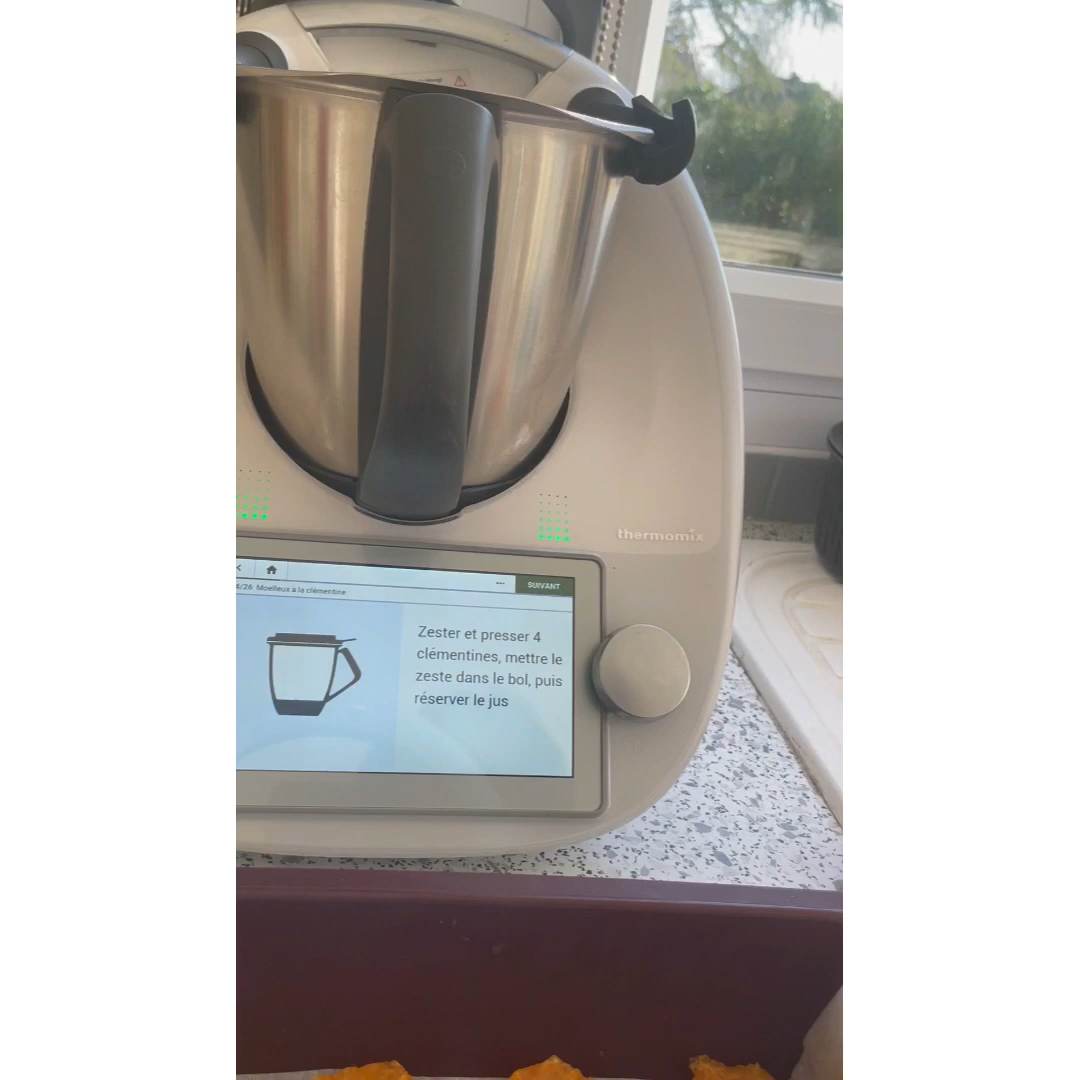 thermomix
SUIVANT
/26 Moelleux à la clémentine
Zester et presser 4
clémentines, mettre le
zeste dans le bol, puis
réserver le jus